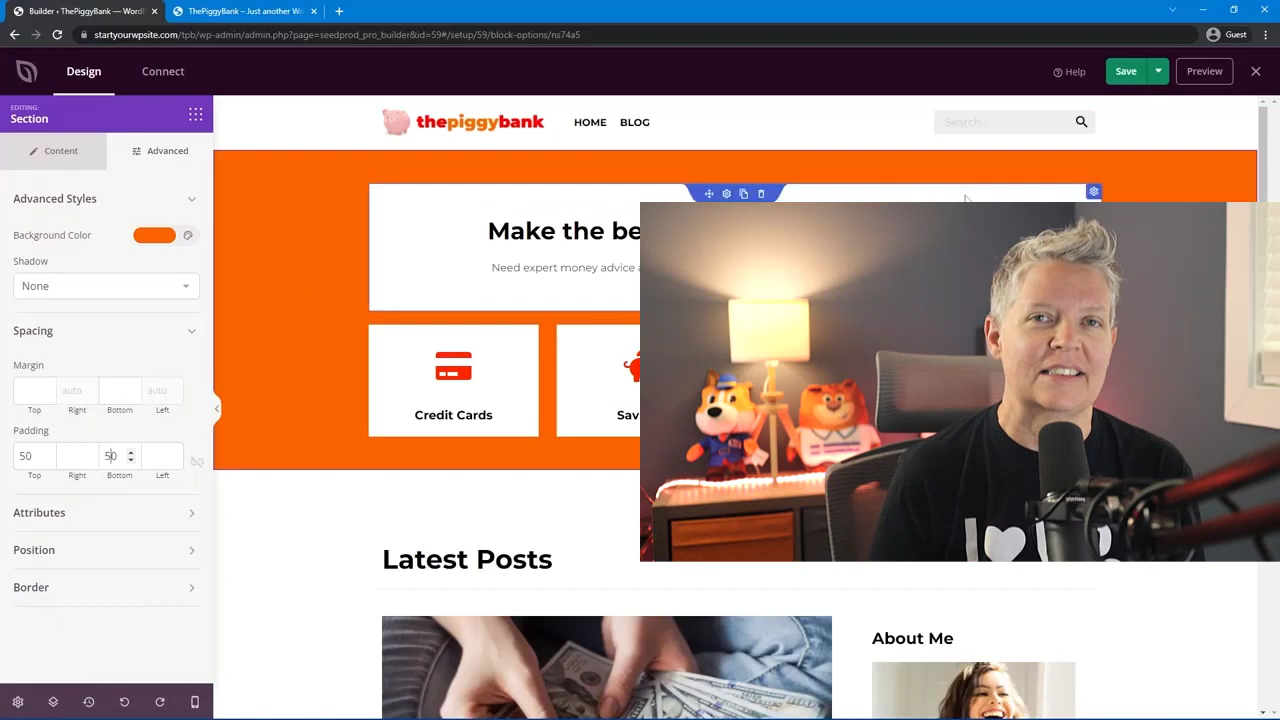 Builder ‹ ThePiggyBank — WordP
ThePiggyBank – Just another Wo
startyourwpsite.com/tpb/wp-admin/admin.php?page=seedprod_pro_builder&id=59#/setup/59/block-options/ns74a5
Guest
Design
Connect
Help
Save
Preview
EDITING:
Section
Content
Advanced
Advanced Styles
Background Color
Shadow
None
Spacing
Margin
auto
auto
Top
Right
Bottom
Left
Padding
50
50
Top
Right
Bottom
Left
Attributes
Position
Border
thepiggybank
HOME
BLOG
Search...
Make the be
Need expert money advice a
Credit Cards
Sav
Latest Posts
About Me